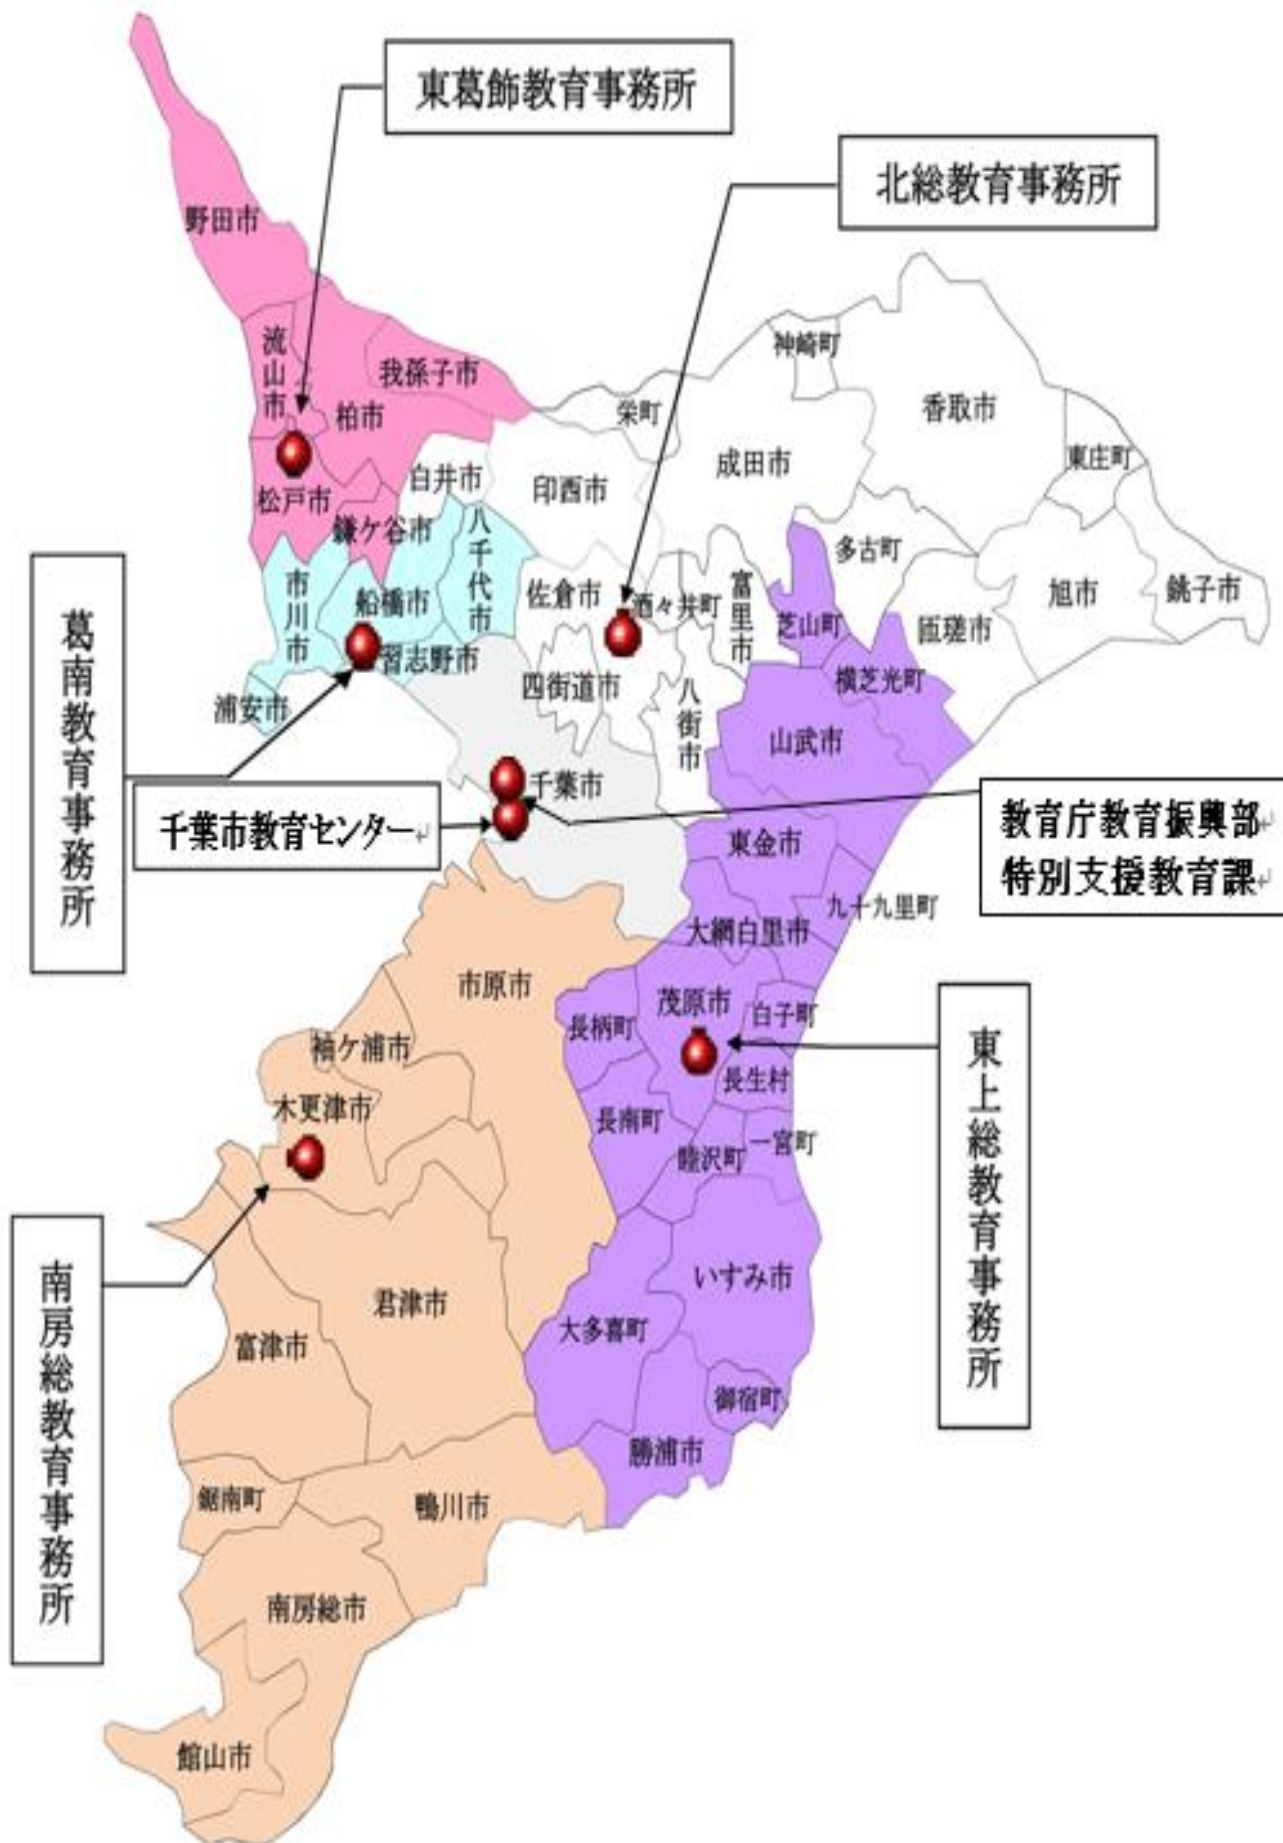 東葛飾教育事務所
北総教育事務所
野田市
流山市
我孫子市
柏市
松戸市
鎌ケ谷市
白井市
栄町
神崎町
香取市
東庄町
成田市
印西市
八千代市
市川市
船橋市
習志野市
浦安市
佐倉市
酒々井町
富里市
多古町
芝山町
横芝光町
匝瑳市
旭市
銚子市
四街道市
八街市
山武市
葛南教育事務所
千葉市
千葉市教育センター
教育庁教育振興部
特別支援教育課
東金市
九十九里町
大網白里市
市原市
茂原市
白子町
長柄町
長生村
長南町
睦沢町
一宮町
東上総教育事務所
袖ケ浦市
木更津市
南房総教育事務所
君津市
富津市
いすみ市
大多喜町
御宿町
勝浦市
鋸南町
鴨川市
南房総市
館山市